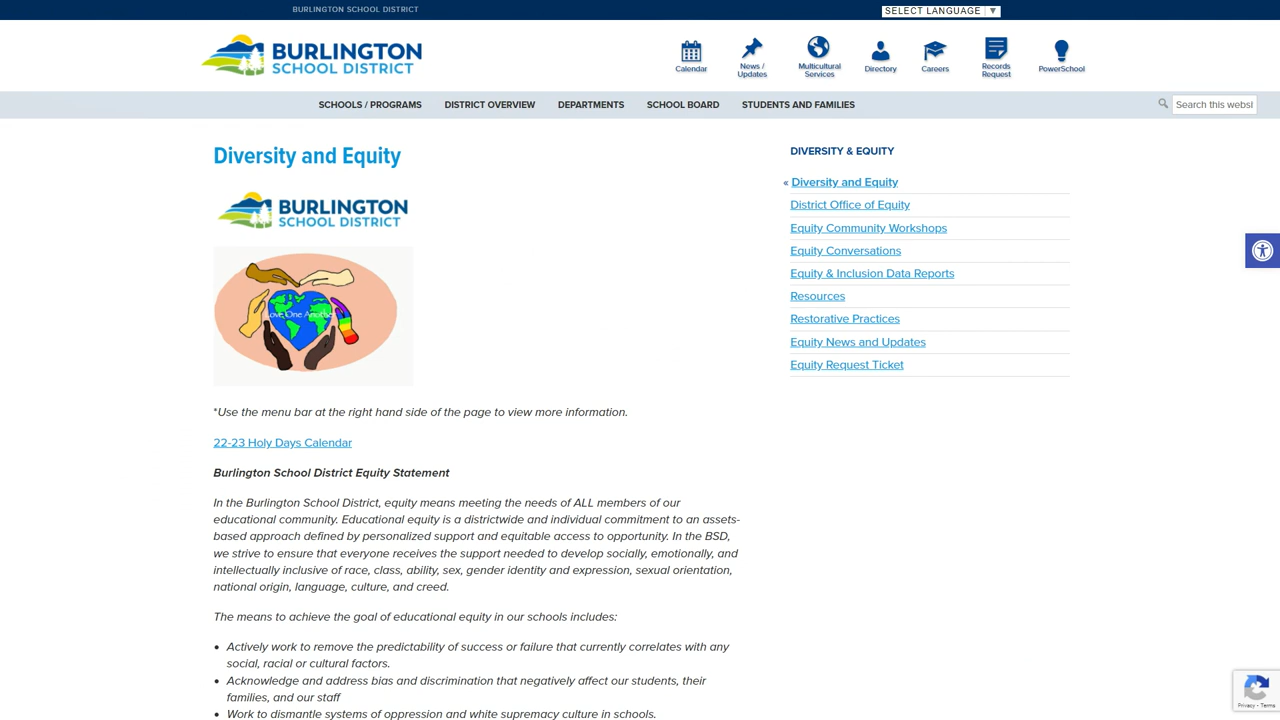 BURLINGTON SCHOOL DISTRICT
SELECT LANGUAGE ▼
BURLINGTON
SCHOOL DISTRICT
Calendar
News /
Updates
Multicultural
Services
Directory
Careers
Records
Request
PowerSchool
SCHOOLS / PROGRAMS
DISTRICT OVERVIEW
DEPARTMENTS
SCHOOL BOARD
STUDENTS AND FAMILIES
Search this websi
Diversity and Equity
BURLINGTON
SCHOOL DISTRICT
Love One Another
*Use the menu bar at the right hand side of the page to view more information.
22-23 Holy Days Calendar
Burlington School District Equity Statement
In the Burlington School District, equity means meeting the needs of ALL members of our
educational community. Educational equity is a districtwide and individual commitment to an assets-
based approach defined by personalized support and equitable access to opportunity. In the BSD,
we strive to ensure that everyone receives the support needed to develop socially, emotionally, and
intellectually inclusive of race, class, ability, sex, gender identity and expression, sexual orientation,
national origin, language, culture, and creed.
The means to achieve the goal of educational equity in our schools includes:
• Actively work to remove the predictability of success or failure that currently correlates with any
social, racial or cultural factors.
• Acknowledge and address bias and discrimination that negatively affect our students, their
families, and our staff
• Work to dismantle systems of oppression and white supremacy culture in schools.
DIVERSITY & EQUITY
« Diversity and Equity
District Office of Equity
Equity Community Workshops
Equity Conversations
Equity & Inclusion Data Reports
Resources
Restorative Practices
Equity News and Updates
Equity Request Ticket
Privacy - Terms